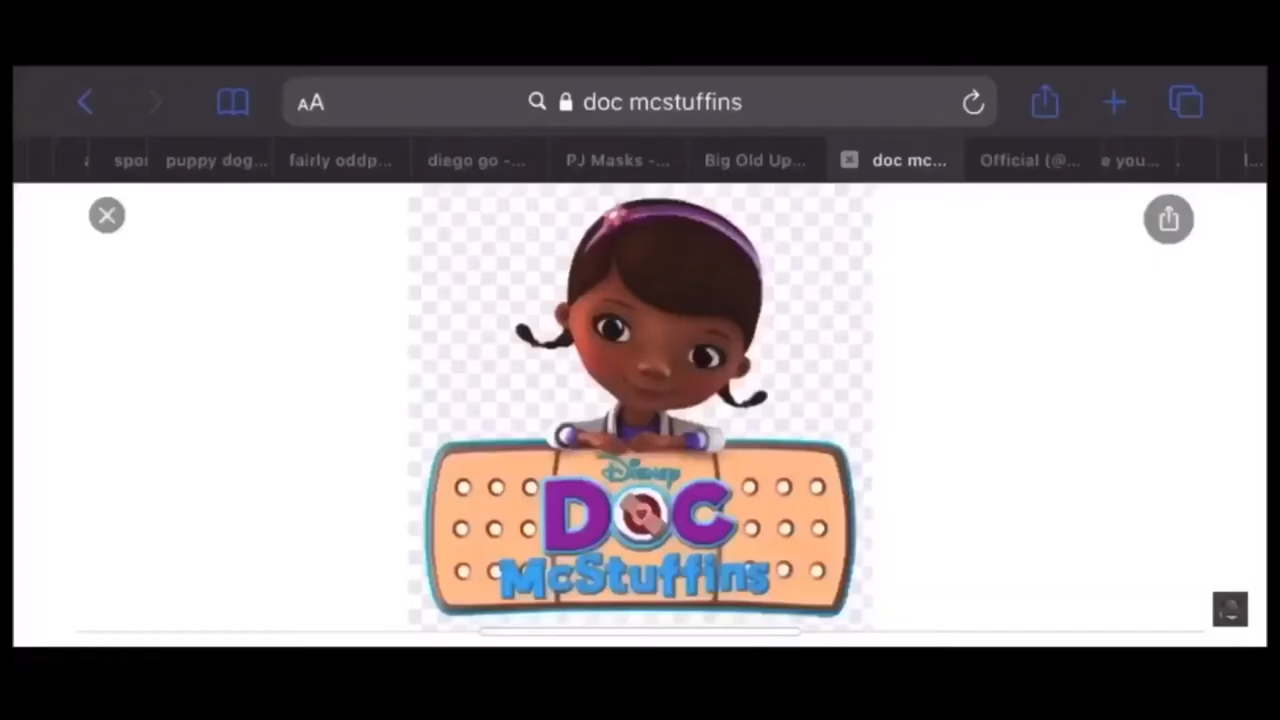 AA doc mcstuffins
spo puppy dog... fairly oddp... diego go -... PJ Masks -... Big Old Up... doc mc... Official (@... e you... . l...
Disney
DOC
McStuffins